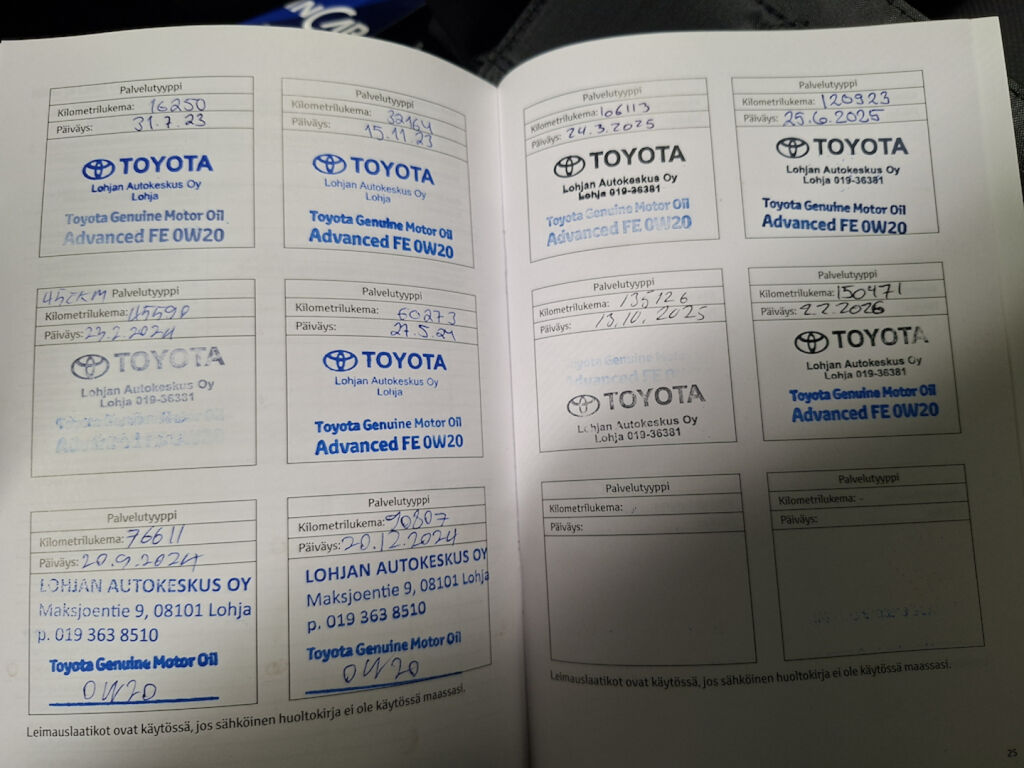 NCAP
Palvelutyyppi
Kilometrilukema: 16250
Päiväys: 31.7.23
TOYOTA
Lohjan Autokeskus Oy
Lohja
Toyota Genuine Motor Oil
Advanced FE 0W20
Palvelutyyppi
Kilometrilukema: 32164
Päiväys: 15.11.23
TOYOTA
Lohjan Autokeskus Oy
Lohja
Toyota Genuine Motor Oil
Advanced FE 0W20
Palvelutyyppi
Kilometrilukema:
Päiväys: 23.2.2024
TOYOTA
Lohjan Autokeskus Oy
Lohja 019-36381
Palvelutyyppi
Kilometrilukema: 60273
Päiväys: 27.5.24
TOYOTA
Lohjan Autokeskus Oy
Lohja
Toyota Genuine Motor Oil
Advanced FE 0W20
Palvelutyyppi
Kilometrilukema: 76611
Päiväys: 20.9.2024
LOHJAN AUTOKESKUS OY
Maksjoentie 9, 08101 Lohja
p. 019 363 8510
Toyota Genuine Motor Oil
0W20
Palvelutyyppi
Kilometrilukema: 90807
Päiväys: 20.12.2024
LOHJAN AUTOKESKUS OY
Maksjoentie 9, 08101 Lohja
p. 019 363 8510
Toyota Genuine Motor Oil
0W20
Leimauslaatikot ovat käytössä, jos sähköinen huoltokirja ei ole käytössä maassasi.
Palvelutyyppi
Kilometrilukema: 106113
Päiväys: 24.3.2025
TOYOTA
Lohjan Autokeskus Oy
Lohja 019-36381
Toyota Genuine Motor Oil
Advanced FE 0W20
Palvelutyyppi
Kilometrilukema: 120923
Päiväys: 25.6.2025
TOYOTA
Lohjan Autokeskus Oy
Lohja 019-36381
Toyota Genuine Motor Oil
Advanced FE 0W20
Palvelutyyppi
Kilometrilukema: 135126
Päiväys: 13.10.2025
Toyota Genuine Motor Oil
Advanced FE 0W20
TOYOTA
Lohjan Autokeskus Oy
Lohja 019-36381
Palvelutyyppi
Kilometrilukema: 150471
Päiväys: 2.2.2026
TOYOTA
Lohjan Autokeskus Oy
Lohja 019-36381
Toyota Genuine Motor Oil
Advanced FE 0W20
Palvelutyyppi
Kilometrilukema:
Päiväys:
Palvelutyyppi
Kilometrilukema:
Päiväys:
Leimauslaatikot ovat käytössä, jos sähköinen huoltokirja ei ole käytössä maassasi.
25